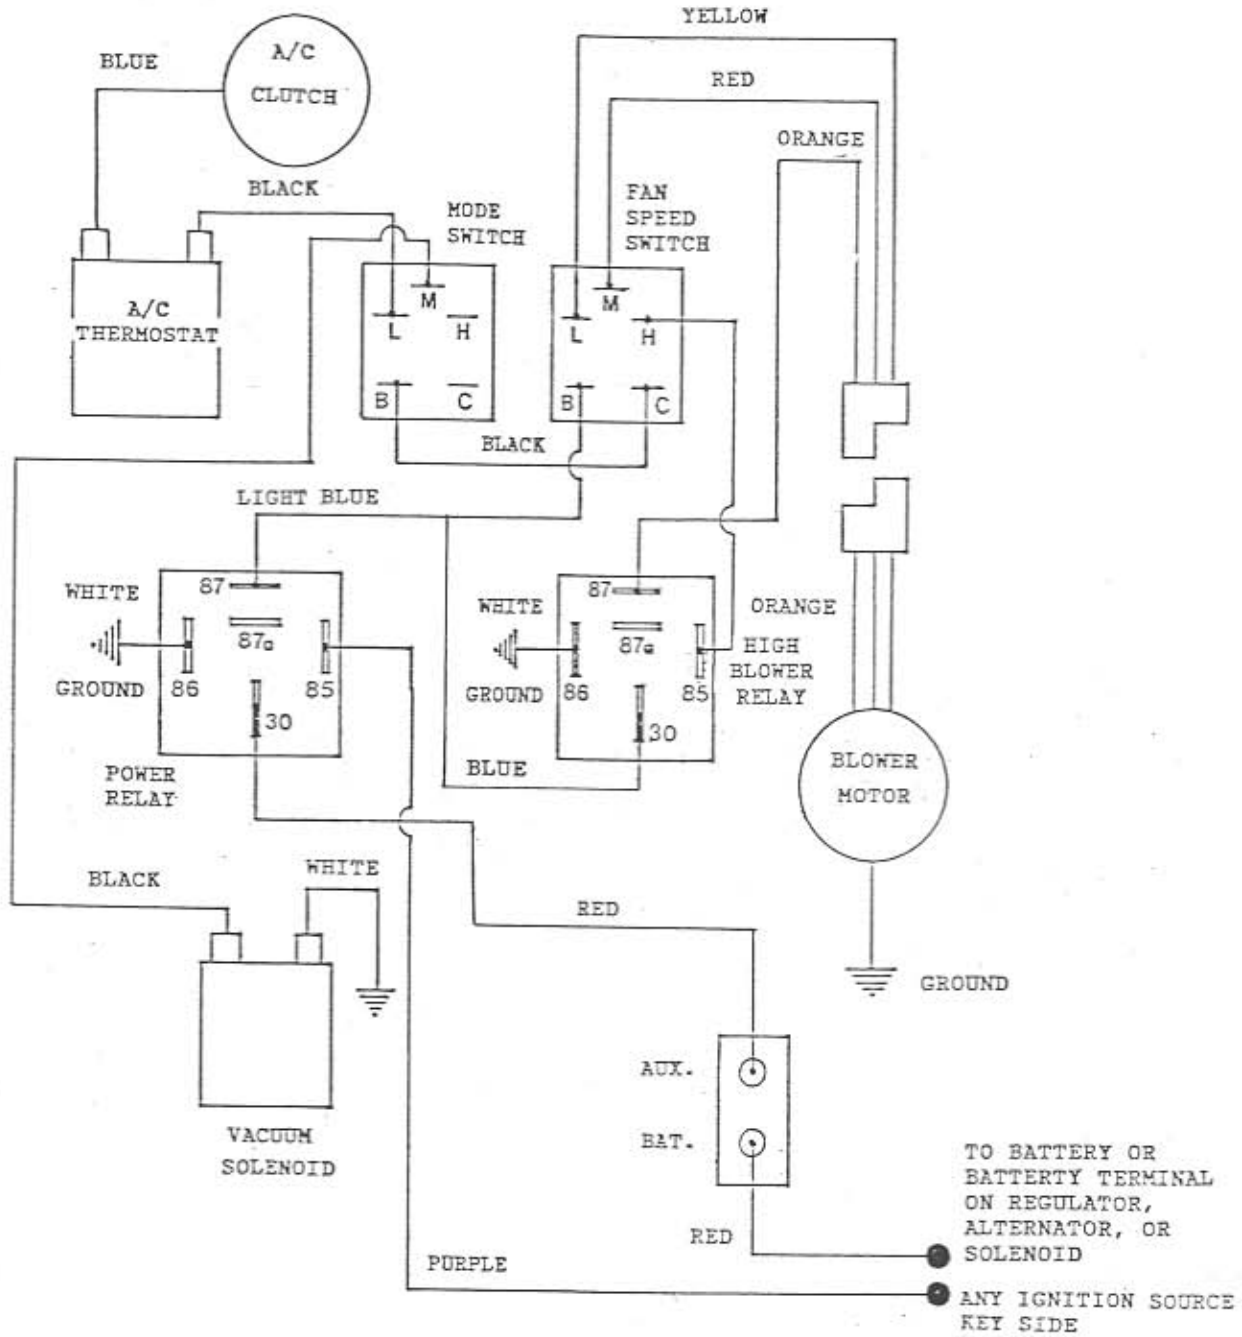 YELLOW
A/C
CLUTCH
BLUE
RED
ORANGE
BLACK
MODE
SWITCH
FAN
SPEED
SWITCH
A/C
THERMOSTAT
M
L
H
B
C
M
L
H
B
C
BLACK
LIGHT BLUE
WHITE
GROUND
87
87a
86
85
30
POWER
RELAY
WHITE
GROUND
87
87a
86
85
30
ORANGE
HIGH
BLOWER
RELAY
BLUE
BLOWER
MOTOR
BLACK
WHITE
RED
GROUND
VACUUM
SOLENOID
AUX.
BAT.
RED
PURPLE
TO BATTERY OR
BATTERTY TERMINAL
ON REGULATOR,
ALTERNATOR, OR
SOLENOID
ANY IGNITION SOURCE
KEY SIDE